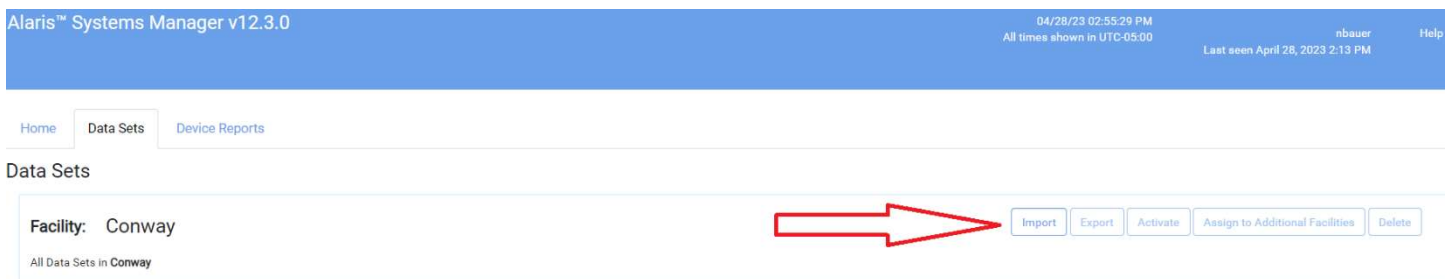 Alaris™ Systems Manager v12.3.0
04/28/23 02:55:29 PM
All times shown in UTC-05:00
nbauer
Last seen April 28, 2023 2:13 PM
Help
Home Data Sets Device Reports
Data Sets
Facility: Conway
Import Export Activate Assign to Additional Facilities Delete
All Data Sets in Conway